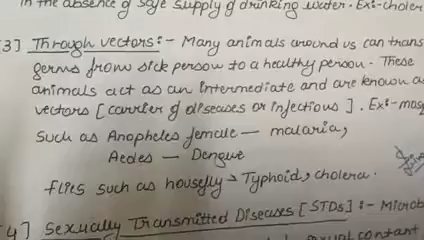 in the absence of safe supply of drinking water. Ex:- choler
3] Through vectors:- Many animals around us can trans
germs from sick person to a healthy person. These
animals act as an intermediate and are known a
vectors [carrier of diseases or infections]. Ex:- mos
Such as Anopheles female — malaria,
Aedes — Dengue
flies such as housefly → Typhoid, cholera.
4] Sexually Transmitted Diseases [STDs] :- Microb
sexual contant